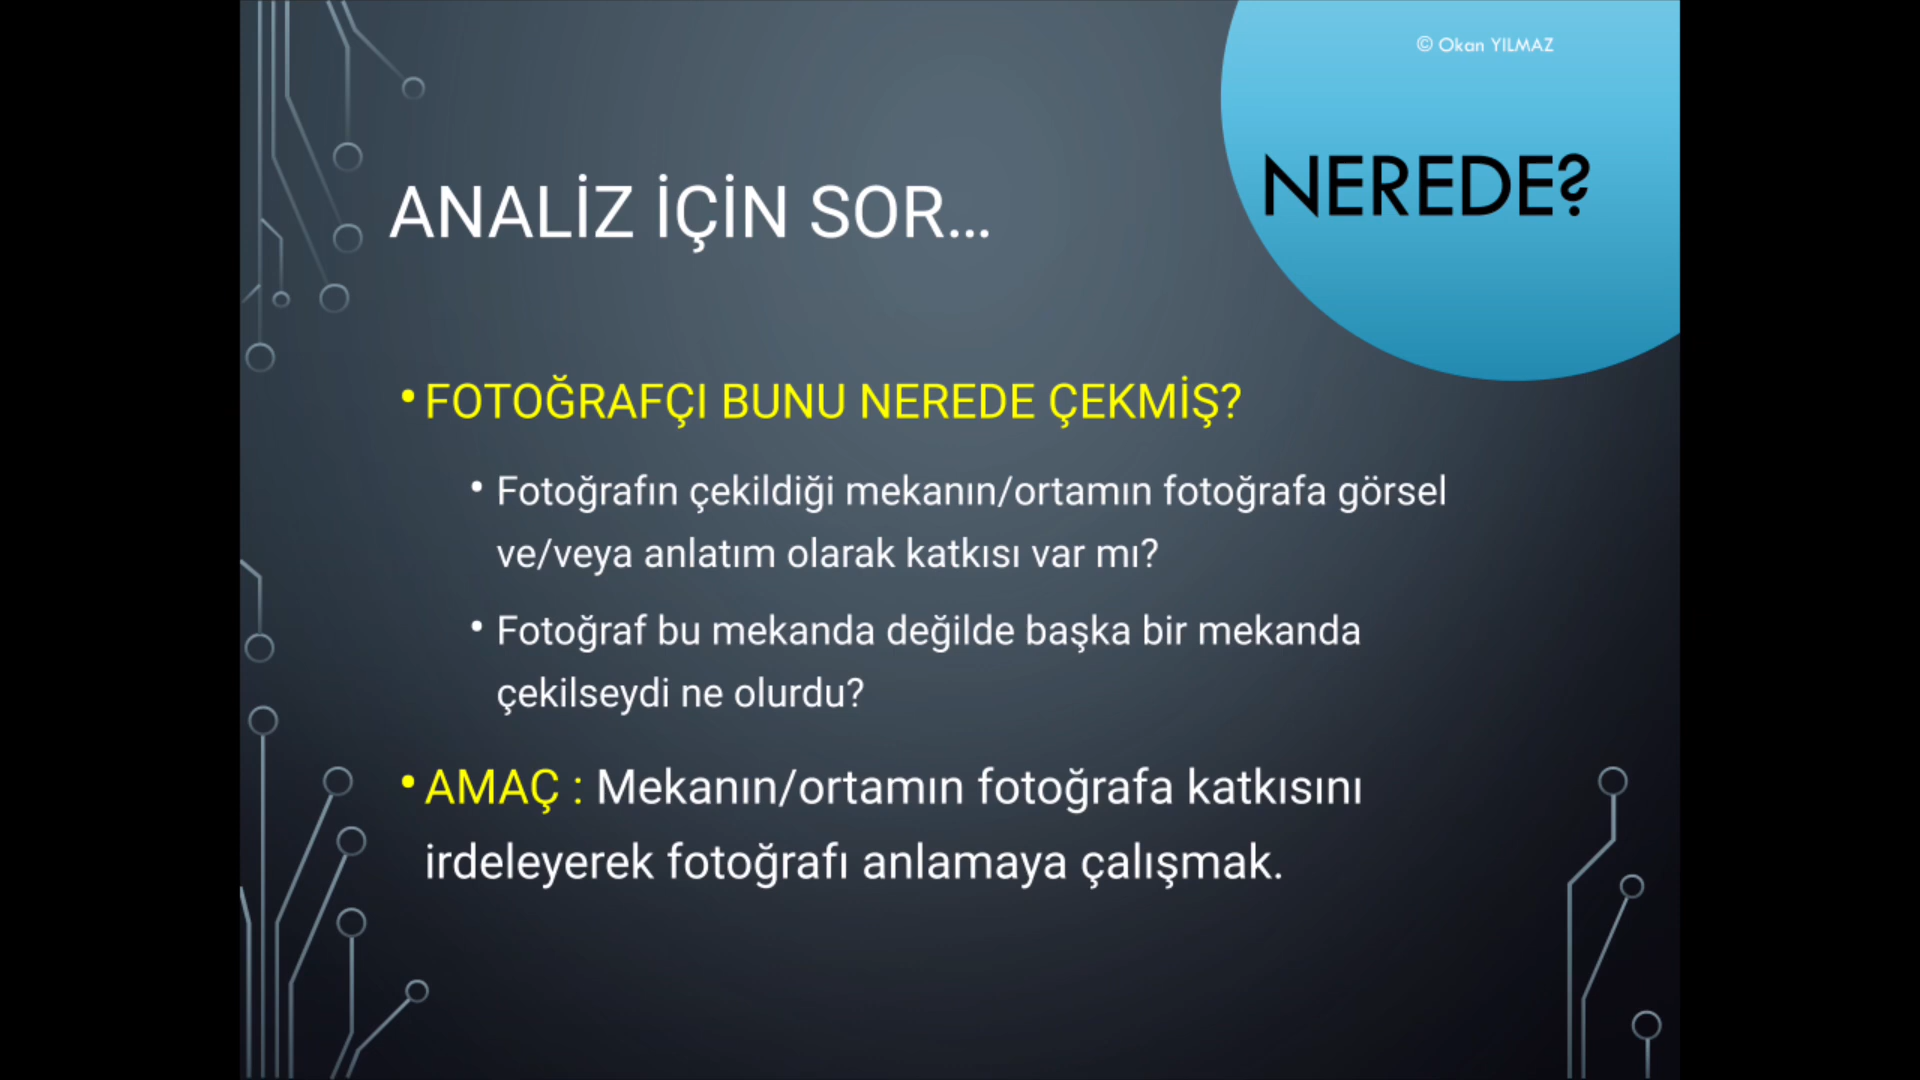 © Okan YILMAZ
NEREDE?
ANALİZ İÇİN SOR...
• FOTOĞRAFÇI BUNU NEREDE ÇEKMİŞ?
• Fotoğrafın çekildiği mekanın/ortamın fotoğrafa görsel
ve/veya anlatım olarak katkısı var mı?
• Fotoğraf bu mekanda değilde başka bir mekanda
çekilseydi ne olurdu?
• AMAÇ : Mekanın/ortamın fotoğrafa katkısını
irdeleyerek fotoğrafı anlamaya çalışmak.